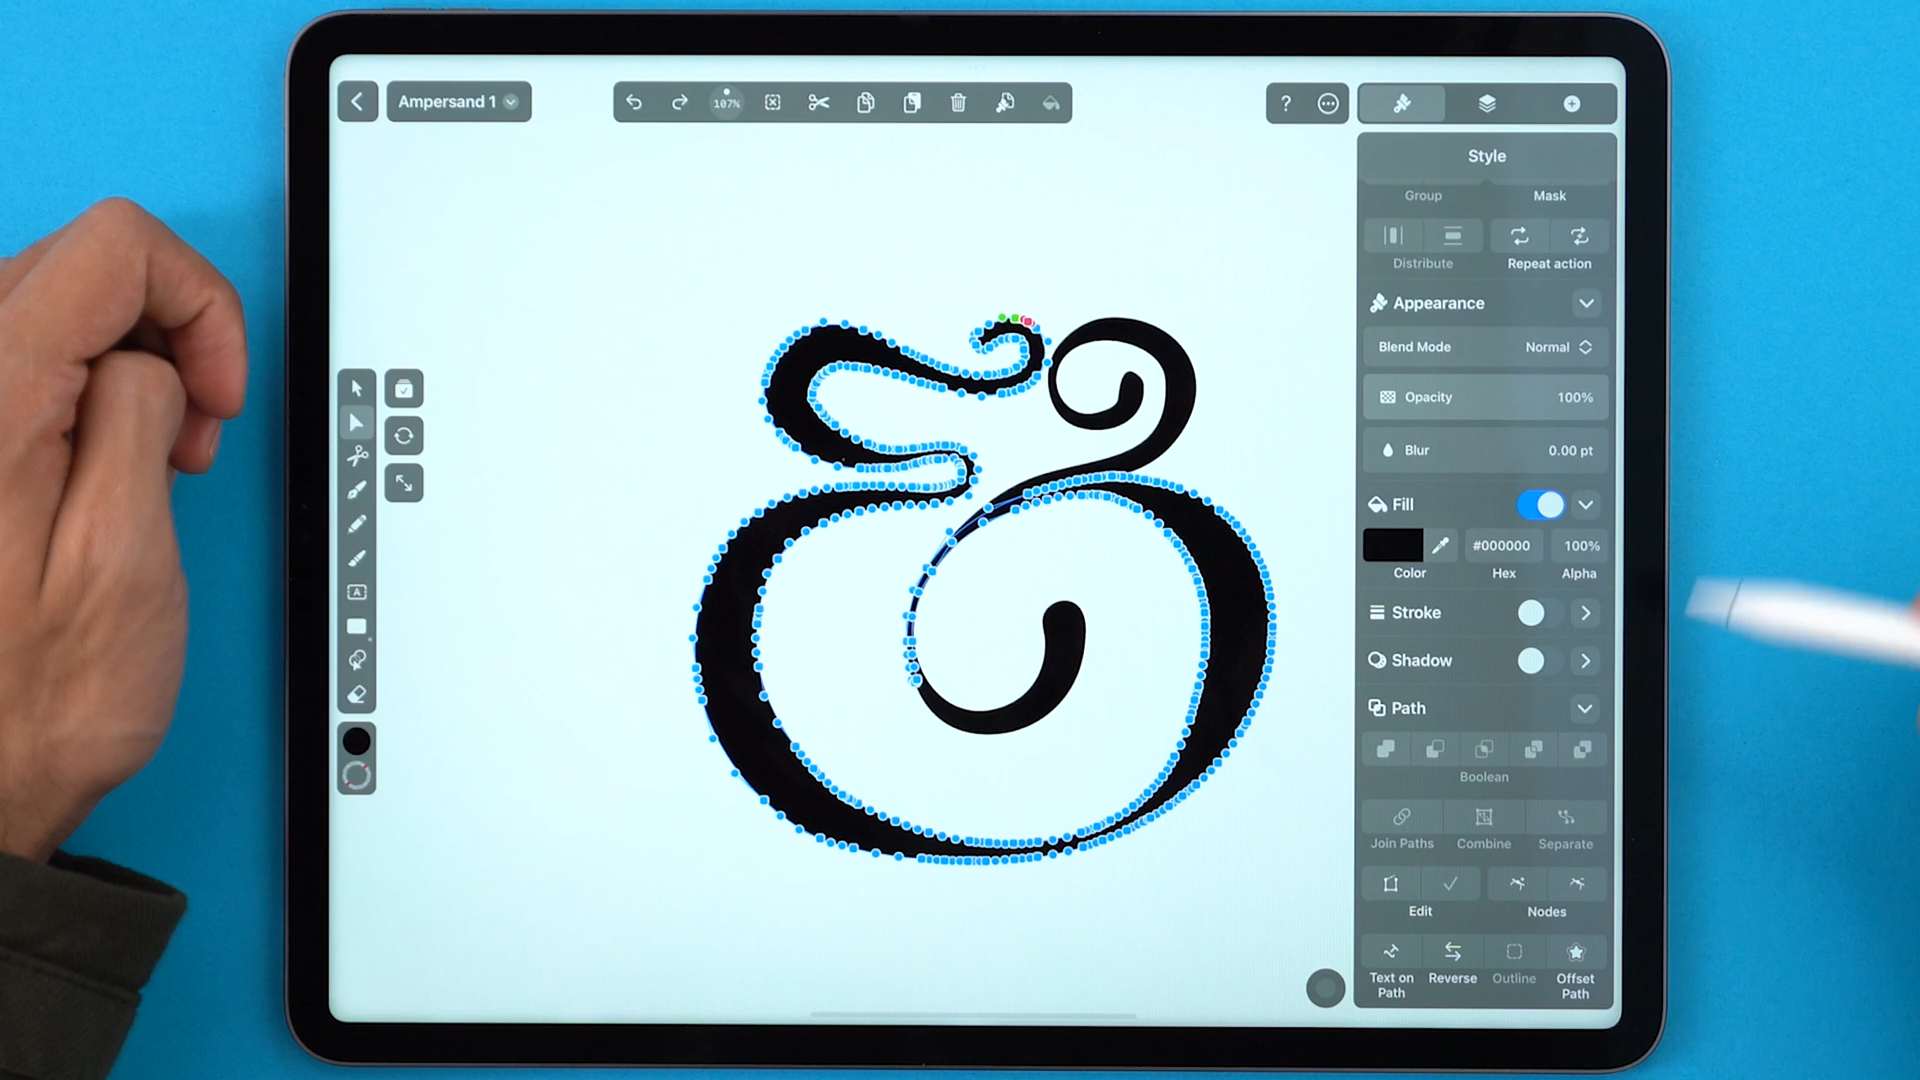 Ampersand 1
107%
?
Style
Group Mask
Distribute Repeat action
Appearance
Blend Mode Normal
Opacity 100%
Blur 0.00 pt
Fill
#000000 100%
Color Hex Alpha
Stroke
Shadow
Path
Boolean
Join Paths Combine Separate
Edit Nodes
Text on Path Reverse Outline Offset Path
A
&